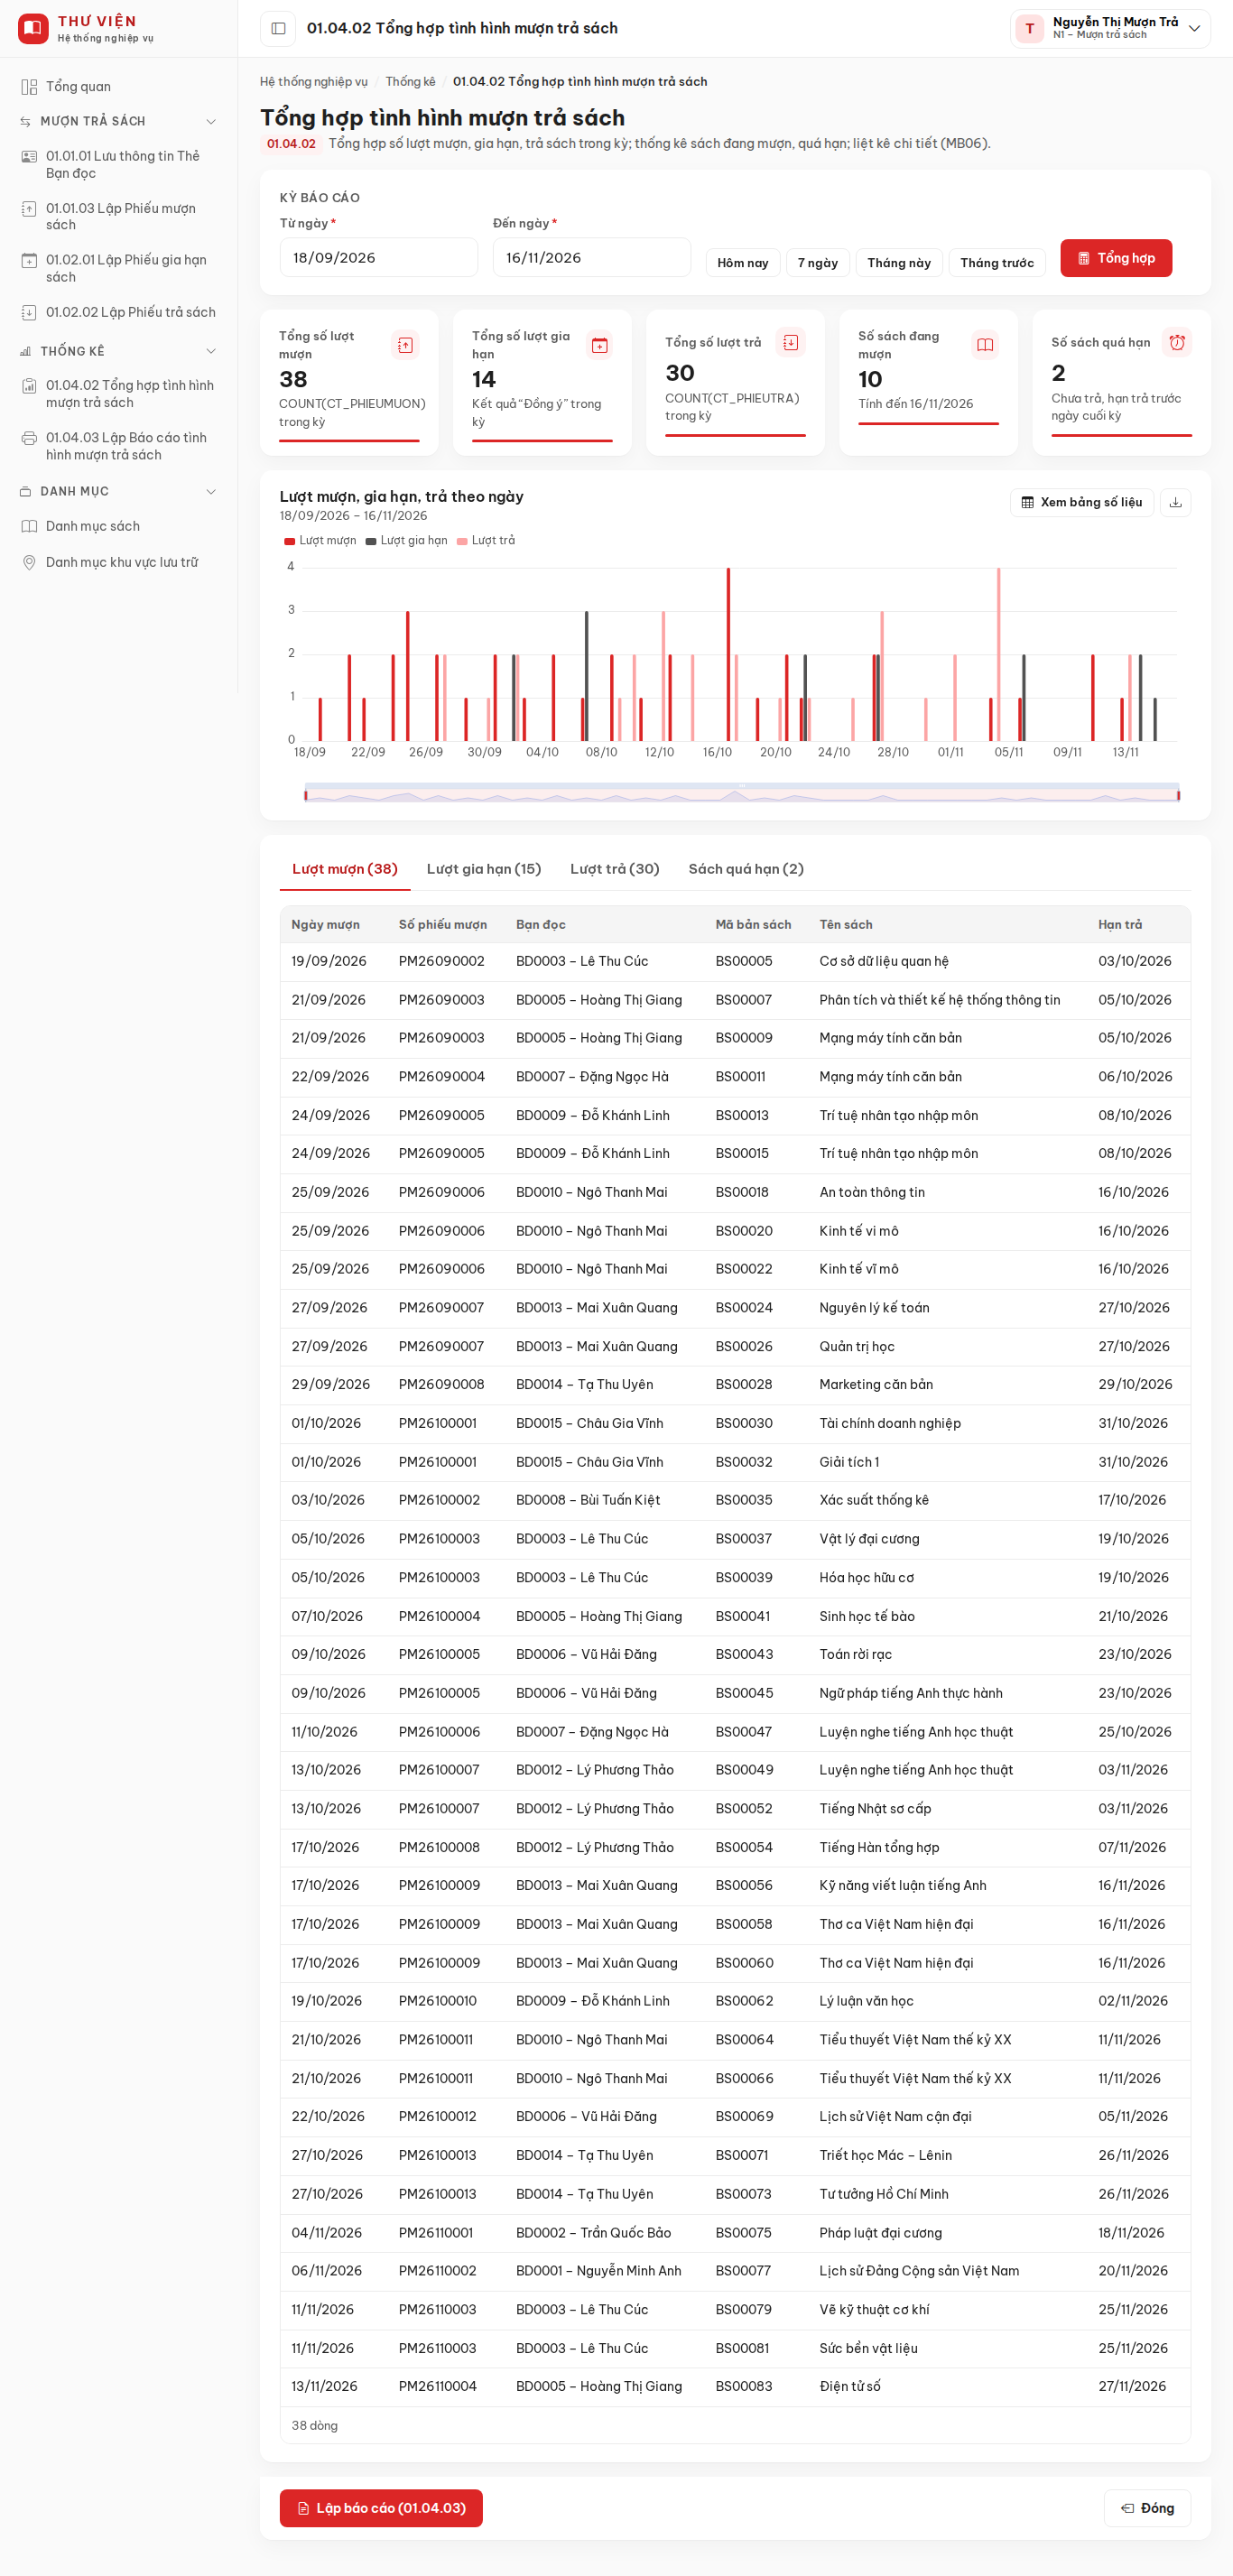 THƯ VIỆN
Hệ thống nghiệp vụ
01.04.02 Tổng hợp tình hình mượn trả sách
T
Nguyễn Thị Mượn Trả
N1 – Mượn trả sách
Tổng quan
MƯỢN TRẢ SÁCH
01.01.01 Lưu thông tin Thẻ
Bạn đọc
01.01.03 Lập Phiếu mượn
sách
01.02.01 Lập Phiếu gia hạn
sách
01.02.02 Lập Phiếu trả sách
THỐNG KÊ
01.04.02 Tổng hợp tình hình
mượn trả sách
01.04.03 Lập Báo cáo tình
hình mượn trả sách
DANH MỤC
Danh mục sách
Danh mục khu vực lưu trữ
Hệ thống nghiệp vụ / Thống kê / 01.04.02 Tổng hợp tình hình mượn trả sách
Tổng hợp tình hình mượn trả sách
01.04.02 Tổng hợp số lượt mượn, gia hạn, trả sách trong kỳ; thống kê sách đang mượn, quá hạn; liệt kê chi tiết (MB06).
KỲ BÁO CÁO
Từ ngày * Đến ngày *
18/09/2026 16/11/2026 Hôm nay 7 ngày Tháng này Tháng trước Tổng hợp
Tổng số lượt
mượn
38
COUNT(CT_PHIEUMUON)
trong kỳ
Tổng số lượt gia
hạn
14
Kết quả “Đồng ý” trong
kỳ
Tổng số lượt trả
30
COUNT(CT_PHIEUTRA)
trong kỳ
Số sách đang
mượn
10
Tính đến 16/11/2026
Số sách quá hạn
2
Chưa trả, hạn trả trước
ngày cuối kỳ
Lượt mượn, gia hạn, trả theo ngày
18/09/2026 – 16/11/2026
Xem bảng số liệu
Lượt mượn Lượt gia hạn Lượt trả
4
3
2
1
0
18/09 22/09 26/09 30/09 04/10 08/10 12/10 16/10 20/10 24/10 28/10 01/11 05/11 09/11 13/11
Lượt mượn (38) Lượt gia hạn (15) Lượt trả (30) Sách quá hạn (2)
Ngày mượn Số phiếu mượn Bạn đọc Mã bản sách Tên sách Hạn trả
19/09/2026 PM26090002 BD0003 – Lê Thu Cúc BS00005 Cơ sở dữ liệu quan hệ 03/10/2026
21/09/2026 PM26090003 BD0005 – Hoàng Thị Giang BS00007 Phân tích và thiết kế hệ thống thông tin 05/10/2026
21/09/2026 PM26090003 BD0005 – Hoàng Thị Giang BS00009 Mạng máy tính căn bản 05/10/2026
22/09/2026 PM26090004 BD0007 – Đặng Ngọc Hà BS00011 Mạng máy tính căn bản 06/10/2026
24/09/2026 PM26090005 BD0009 – Đỗ Khánh Linh BS00013 Trí tuệ nhân tạo nhập môn 08/10/2026
24/09/2026 PM26090005 BD0009 – Đỗ Khánh Linh BS00015 Trí tuệ nhân tạo nhập môn 08/10/2026
25/09/2026 PM26090006 BD0010 – Ngô Thanh Mai BS00018 An toàn thông tin 16/10/2026
25/09/2026 PM26090006 BD0010 – Ngô Thanh Mai BS00020 Kinh tế vi mô 16/10/2026
25/09/2026 PM26090006 BD0010 – Ngô Thanh Mai BS00022 Kinh tế vĩ mô 16/10/2026
27/09/2026 PM26090007 BD0013 – Mai Xuân Quang BS00024 Nguyên lý kế toán 27/10/2026
27/09/2026 PM26090007 BD0013 – Mai Xuân Quang BS00026 Quản trị học 27/10/2026
29/09/2026 PM26090008 BD0014 – Tạ Thu Uyên BS00028 Marketing căn bản 29/10/2026
01/10/2026 PM26100001 BD0015 – Châu Gia Vĩnh BS00030 Tài chính doanh nghiệp 31/10/2026
01/10/2026 PM26100001 BD0015 – Châu Gia Vĩnh BS00032 Giải tích 1 31/10/2026
03/10/2026 PM26100002 BD0008 – Bùi Tuấn Kiệt BS00035 Xác suất thống kê 17/10/2026
05/10/2026 PM26100003 BD0003 – Lê Thu Cúc BS00037 Vật lý đại cương 19/10/2026
05/10/2026 PM26100003 BD0003 – Lê Thu Cúc BS00039 Hóa học hữu cơ 19/10/2026
07/10/2026 PM26100004 BD0005 – Hoàng Thị Giang BS00041 Sinh học tế bào 21/10/2026
09/10/2026 PM26100005 BD0006 – Vũ Hải Đăng BS00043 Toán rời rạc 23/10/2026
09/10/2026 PM26100005 BD0006 – Vũ Hải Đăng BS00045 Ngữ pháp tiếng Anh thực hành 23/10/2026
11/10/2026 PM26100006 BD0007 – Đặng Ngọc Hà BS00047 Luyện nghe tiếng Anh học thuật 25/10/2026
13/10/2026 PM26100007 BD0012 – Lý Phương Thảo BS00049 Luyện nghe tiếng Anh học thuật 03/11/2026
13/10/2026 PM26100007 BD0012 – Lý Phương Thảo BS00052 Tiếng Nhật sơ cấp 03/11/2026
17/10/2026 PM26100008 BD0012 – Lý Phương Thảo BS00054 Tiếng Hàn tổng hợp 07/11/2026
17/10/2026 PM26100009 BD0013 – Mai Xuân Quang BS00056 Kỹ năng viết luận tiếng Anh 16/11/2026
17/10/2026 PM26100009 BD0013 – Mai Xuân Quang BS00058 Thơ ca Việt Nam hiện đại 16/11/2026
17/10/2026 PM26100009 BD0013 – Mai Xuân Quang BS00060 Thơ ca Việt Nam hiện đại 16/11/2026
19/10/2026 PM26100010 BD0009 – Đỗ Khánh Linh BS00062 Lý luận văn học 02/11/2026
21/10/2026 PM26100011 BD0010 – Ngô Thanh Mai BS00064 Tiểu thuyết Việt Nam thế kỷ XX 11/11/2026
21/10/2026 PM26100011 BD0010 – Ngô Thanh Mai BS00066 Tiểu thuyết Việt Nam thế kỷ XX 11/11/2026
22/10/2026 PM26100012 BD0006 – Vũ Hải Đăng BS00069 Lịch sử Việt Nam cận đại 05/11/2026
27/10/2026 PM26100013 BD0014 – Tạ Thu Uyên BS00071 Triết học Mác – Lênin 26/11/2026
27/10/2026 PM26100013 BD0014 – Tạ Thu Uyên BS00073 Tư tưởng Hồ Chí Minh 26/11/2026
04/11/2026 PM26110001 BD0002 – Trần Quốc Bảo BS00075 Pháp luật đại cương 18/11/2026
06/11/2026 PM26110002 BD0001 – Nguyễn Minh Anh BS00077 Lịch sử Đảng Cộng sản Việt Nam 20/11/2026
11/11/2026 PM26110003 BD0003 – Lê Thu Cúc BS00079 Vẽ kỹ thuật cơ khí 25/11/2026
11/11/2026 PM26110003 BD0003 – Lê Thu Cúc BS00081 Sức bền vật liệu 25/11/2026
13/11/2026 PM26110004 BD0005 – Hoàng Thị Giang BS00083 Điện tử số 27/11/2026
38 dòng
Lập báo cáo (01.04.03) Đóng